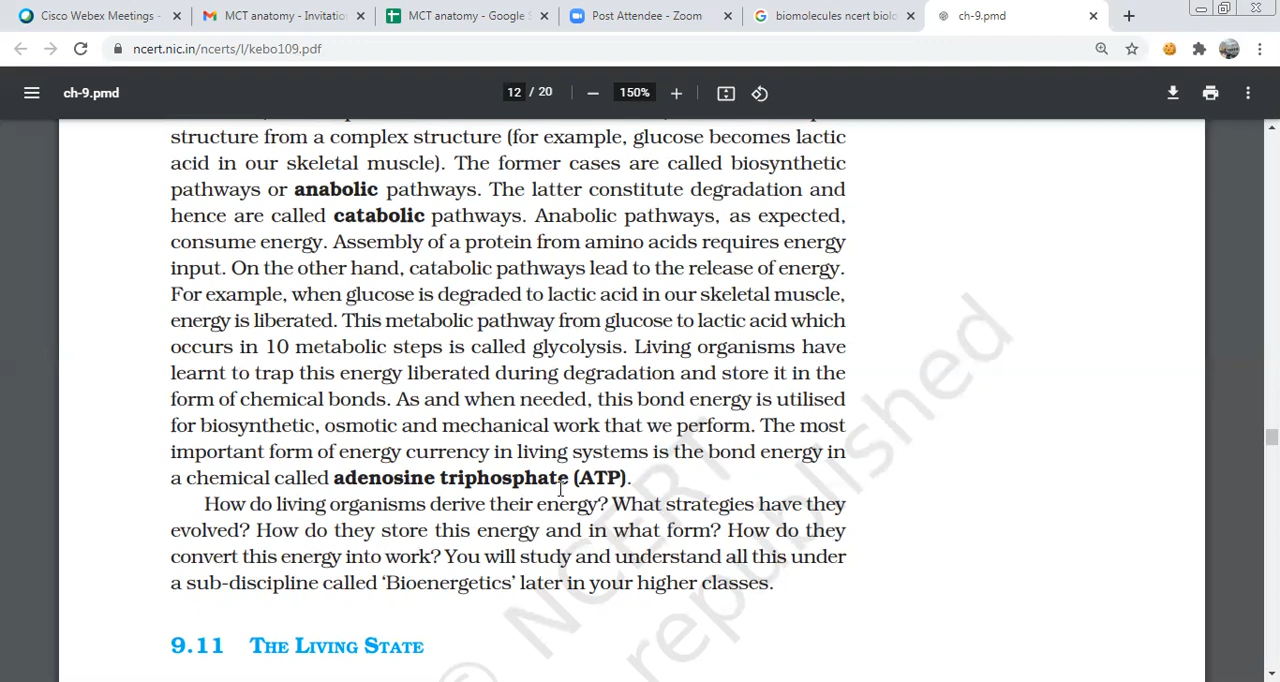 Cisco Webex Meetings -
MCT anatomy - Invitatio
MCT anatomy - Google S
Post Attendee - Zoom
biomolecules ncert biolo
ch-9.pmd
ncert.nic.in/ncerts/l/kebo109.pdf
ch-9.pmd
12 / 20
150%
structure from a complex structure (for example, glucose becomes lactic
acid in our skeletal muscle). The former cases are called biosynthetic
pathways or anabolic pathways. The latter constitute degradation and
hence are called catabolic pathways. Anabolic pathways, as expected,
consume energy. Assembly of a protein from amino acids requires energy
input. On the other hand, catabolic pathways lead to the release of energy.
For example, when glucose is degraded to lactic acid in our skeletal muscle,
energy is liberated. This metabolic pathway from glucose to lactic acid which
occurs in 10 metabolic steps is called glycolysis. Living organisms have
learnt to trap this energy liberated during degradation and store it in the
form of chemical bonds. As and when needed, this bond energy is utilised
for biosynthetic, osmotic and mechanical work that we perform. The most
important form of energy currency in living systems is the bond energy in
a chemical called adenosine triphosphate (ATP).
How do living organisms derive their energy? What strategies have they
evolved? How do they store this energy and in what form? How do they
convert this energy into work? You will study and understand all this under
a sub-discipline called ‘Bioenergetics’ later in your higher classes.
9.11 The Living State
© NCERT
republished